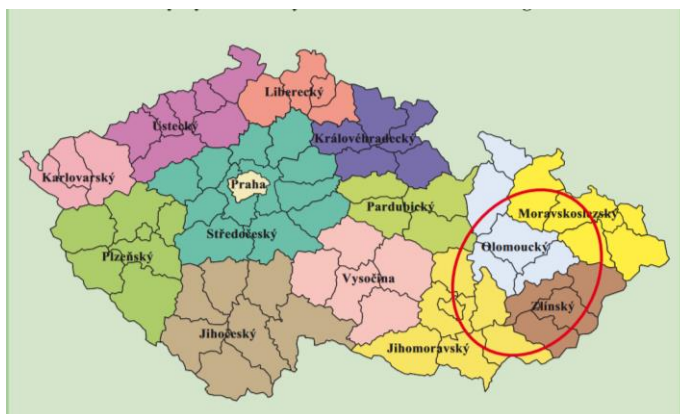 Liberecký
Ústecký
Královéhradecký
Karlovarský
Praha
Pardubický
Moravskoslezský
Středočeský
Olomoucký
Plzeňský
Vysočina
Zlínský
Jihočeský
Jihomoravský